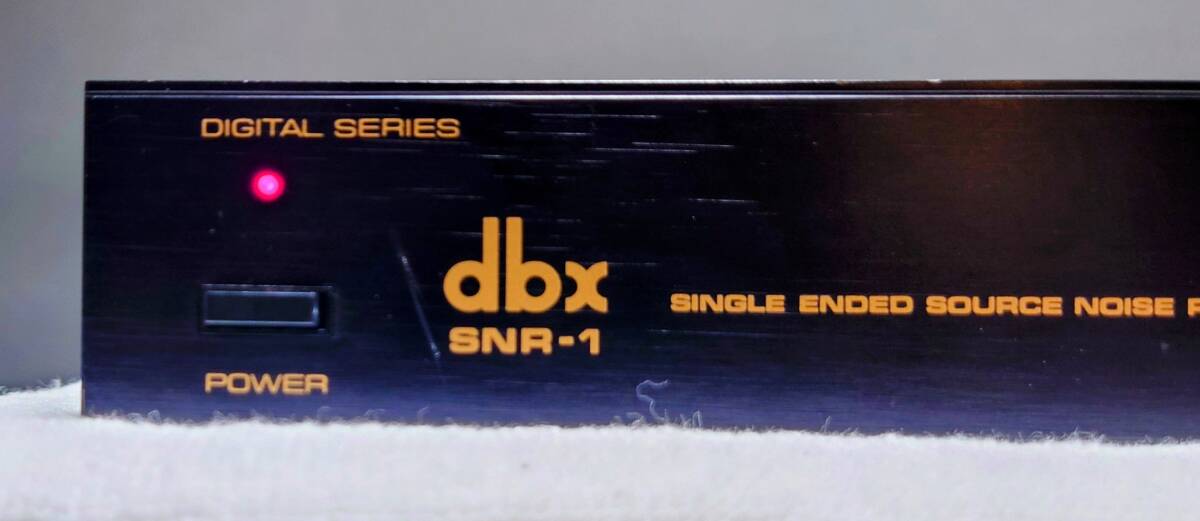 DIGITAL SERIES
dbx
SNR-1
SINGLE ENDED SOURCE NOISE
POWER